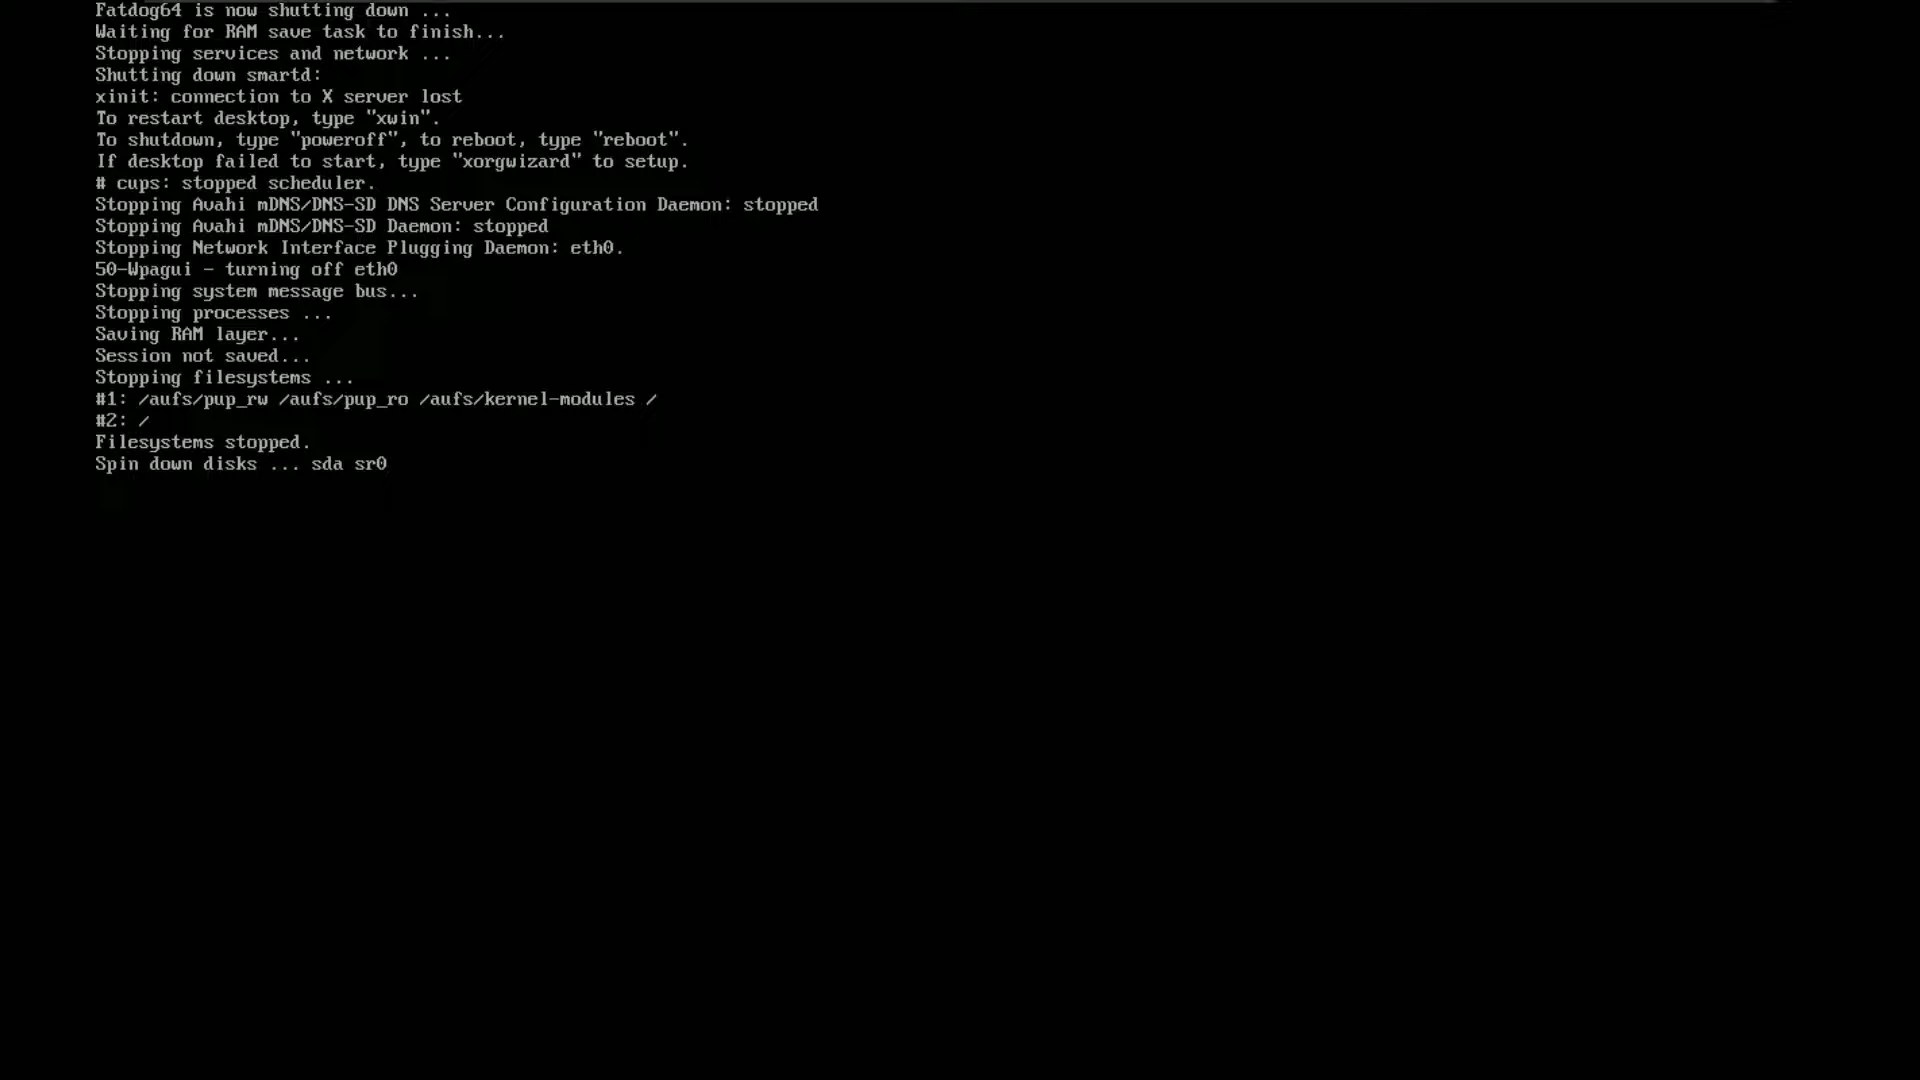 Fatdog64 is now shutting down ...
Waiting for RAM save task to finish...
Stopping services and network ...
Shutting down smartd:
xinit: connection to X server lost
To restart desktop, type "xwin".
To shutdown, type "poweroff", to reboot, type "reboot".
If desktop failed to start, type "xorgwizard" to setup.
# cups: stopped scheduler.
Stopping Avahi mDNS/DNS-SD DNS Server Configuration Daemon: stopped
Stopping Avahi mDNS/DNS-SD Daemon: stopped
Stopping Network Interface Plugging Daemon: eth0.
50-Wpagui - turning off eth0
Stopping system message bus...
Stopping processes ...
Saving RAM layer...
Session not saved...
Stopping filesystems ...
#1: /aufs/pup_rw /aufs/pup_ro /aufs/kernel-modules /
#2: /
Filesystems stopped.
Spin down disks ... sda sr0